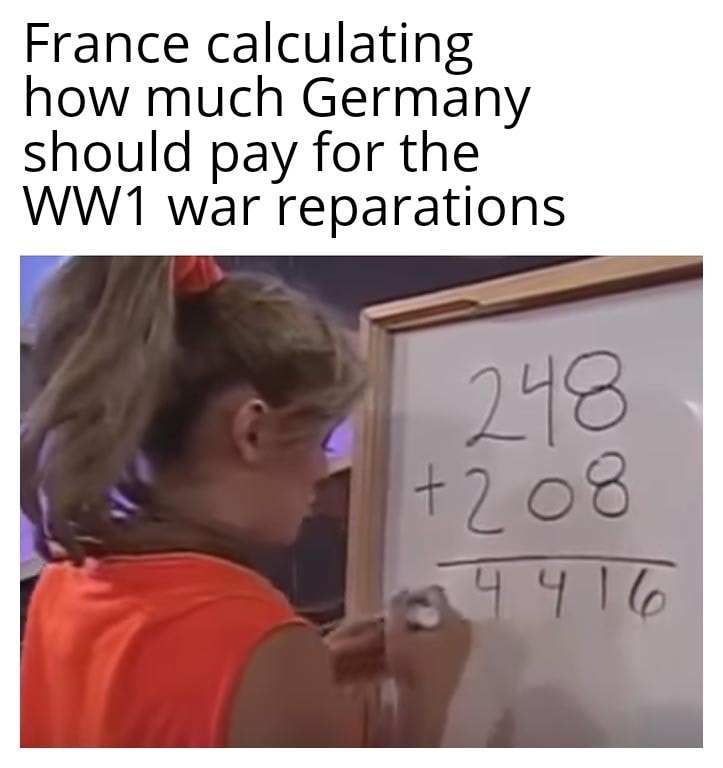 France calculating
how much Germany
should pay for the
WW1 war reparations
248
+208
4416